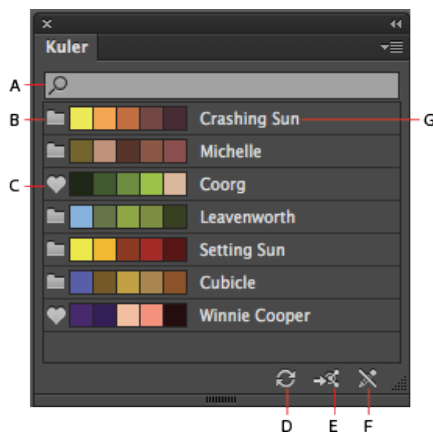 Kuler
A
B Crashing Sun G
Michelle
C Coorg
Leavenworth
Setting Sun
Cubicle
Winnie Cooper
D E F